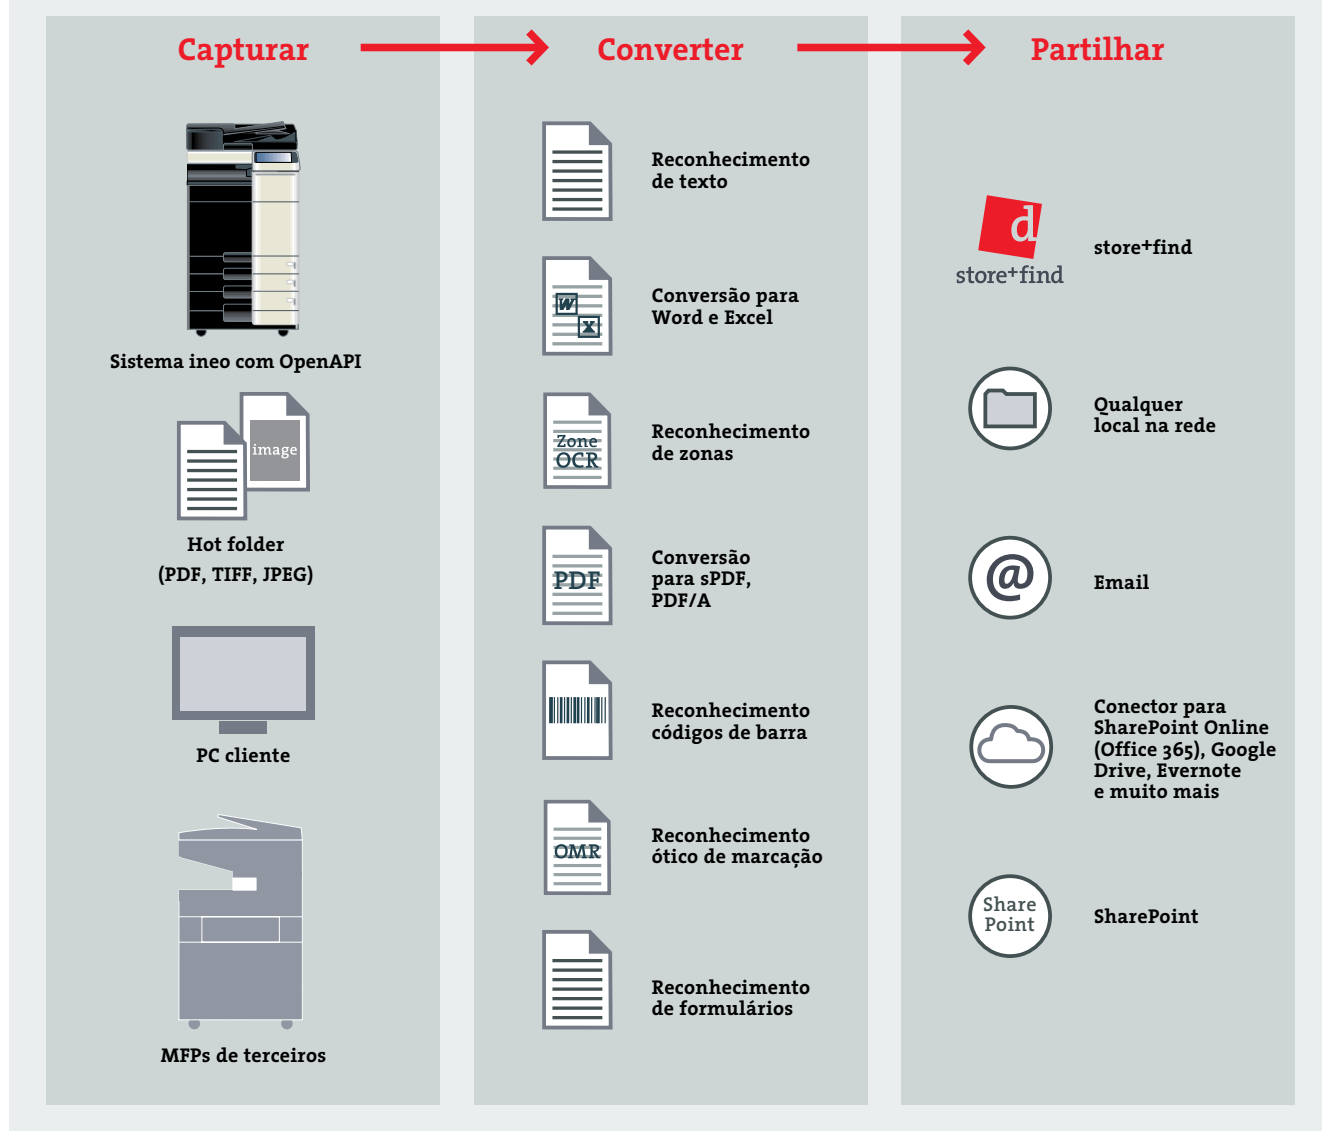 Capturar
Sistema ineo com OpenAPI
image
Hot folder
(PDF, TIFF, JPEG)
PC cliente
MFPs de terceiros
Converter
Reconhecimento
de texto
W
X
Conversão para
Word e Excel
Zone
OCR
Reconhecimento
de zonas
PDF
Conversão
para sPDF,
PDF/A
Reconhecimento
códigos de barra
OMR
Reconhecimento
ótico de marcação
Reconhecimento
de formulários
Partilhar
d
store+find
store+find
Qualquer
local na rede
@
Email
Conector para
SharePoint Online
(Office 365), Google
Drive, Evernote
e muito mais
Share
Point
SharePoint